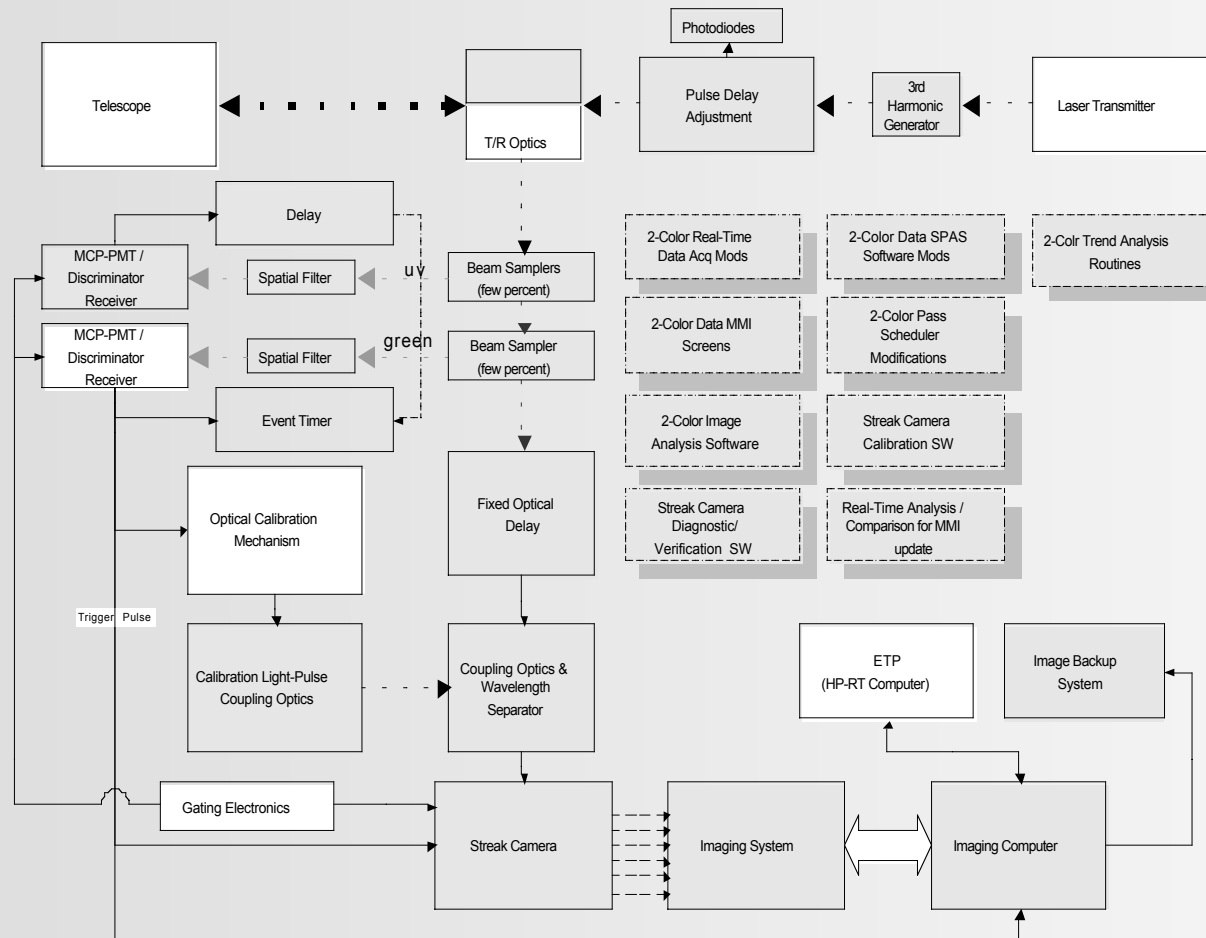 Photodiodes
Telescope
T/R Optics
Pulse Delay
Adjustment
3rd
Harmonic
Generator
Laser Transmitter
Delay
MCP-PMT /
Discriminator
Receiver
Spatial Filter
uv
Beam Samplers
(few percent)
MCP-PMT /
Discriminator
Receiver
Spatial Filter
green
Beam Sampler
(few percent)
Event Timer
2-Color Real-Time
Data Acq Mods
2-Color Data SPAS
Software Mods
2-Colr Trend Analysis
Routines
2-Color Data MMI
Screens
2-Color Pass
Scheduler
Modifications
2-Color Image
Analysis Software
Streak Camera
Calibration SW
Streak Camera
Diagnostic/
Verification SW
Real-Time Analysis /
Comparison for MMI
update
Optical Calibration
Mechanism
Fixed Optical
Delay
Trigger Pulse
Calibration Light-Pulse
Coupling Optics
Coupling Optics &
Wavelength
Separator
ETP
(HP-RT Computer)
Image Backup
System
Gating Electronics
Streak Camera
Imaging System
Imaging Computer